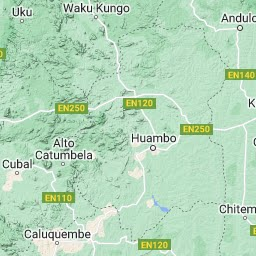 Waku Kungo
Uku
Andulo
EN140
EN120
EN250
K
EN250
Huambo
Alto
Catumbela
Cubal
EN110
Chitem
Caluquembe
EN120